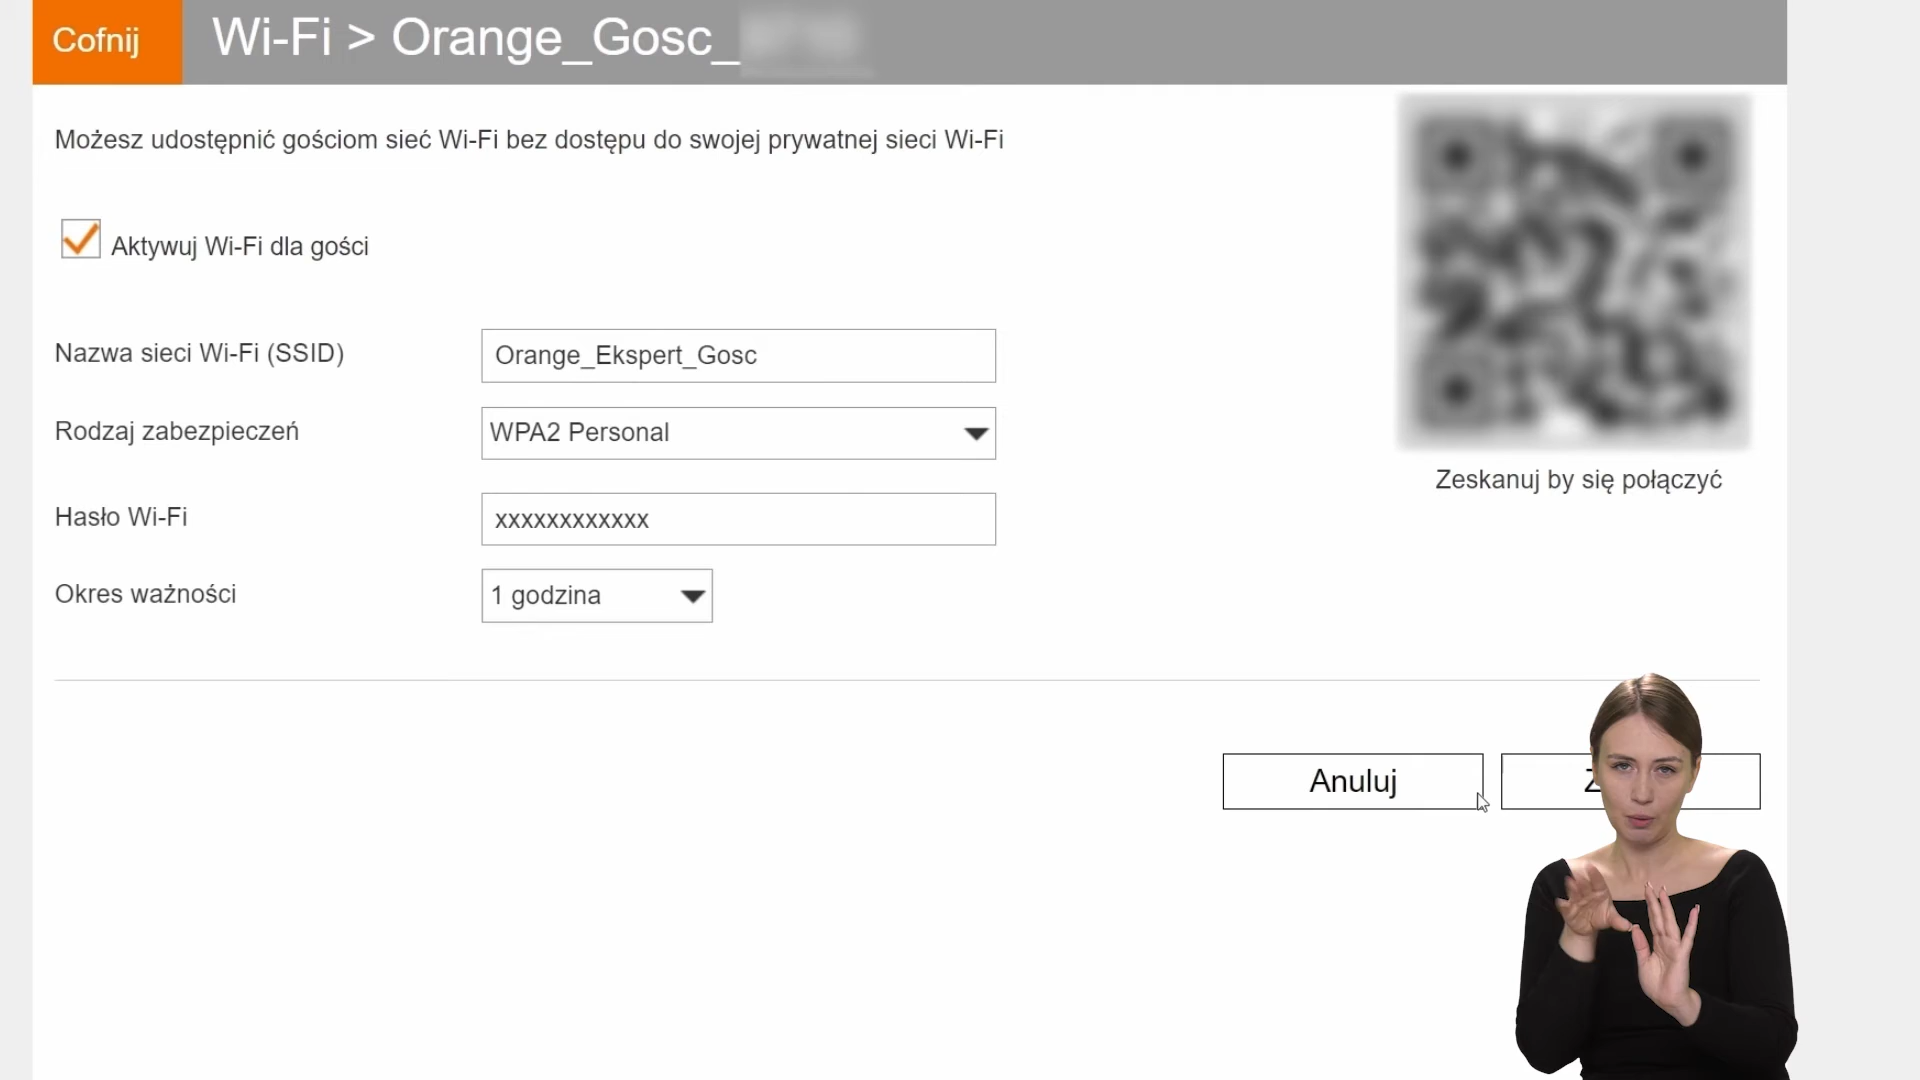 Cofnij
Wi-Fi > Orange_Gosc_
Możesz udostępnić gościom sieć Wi-Fi bez dostępu do swojej prywatnej sieci Wi-Fi
Aktywuj Wi-Fi dla gości
Nazwa sieci Wi-Fi (SSID)
Orange_Ekspert_Gosc
Rodzaj zabezpieczeń
WPA2 Personal
Zeskanuj by się połączyć
Hasło Wi-Fi
xxxxxxxxxxxx
Okres ważności
1 godzina
Anuluj